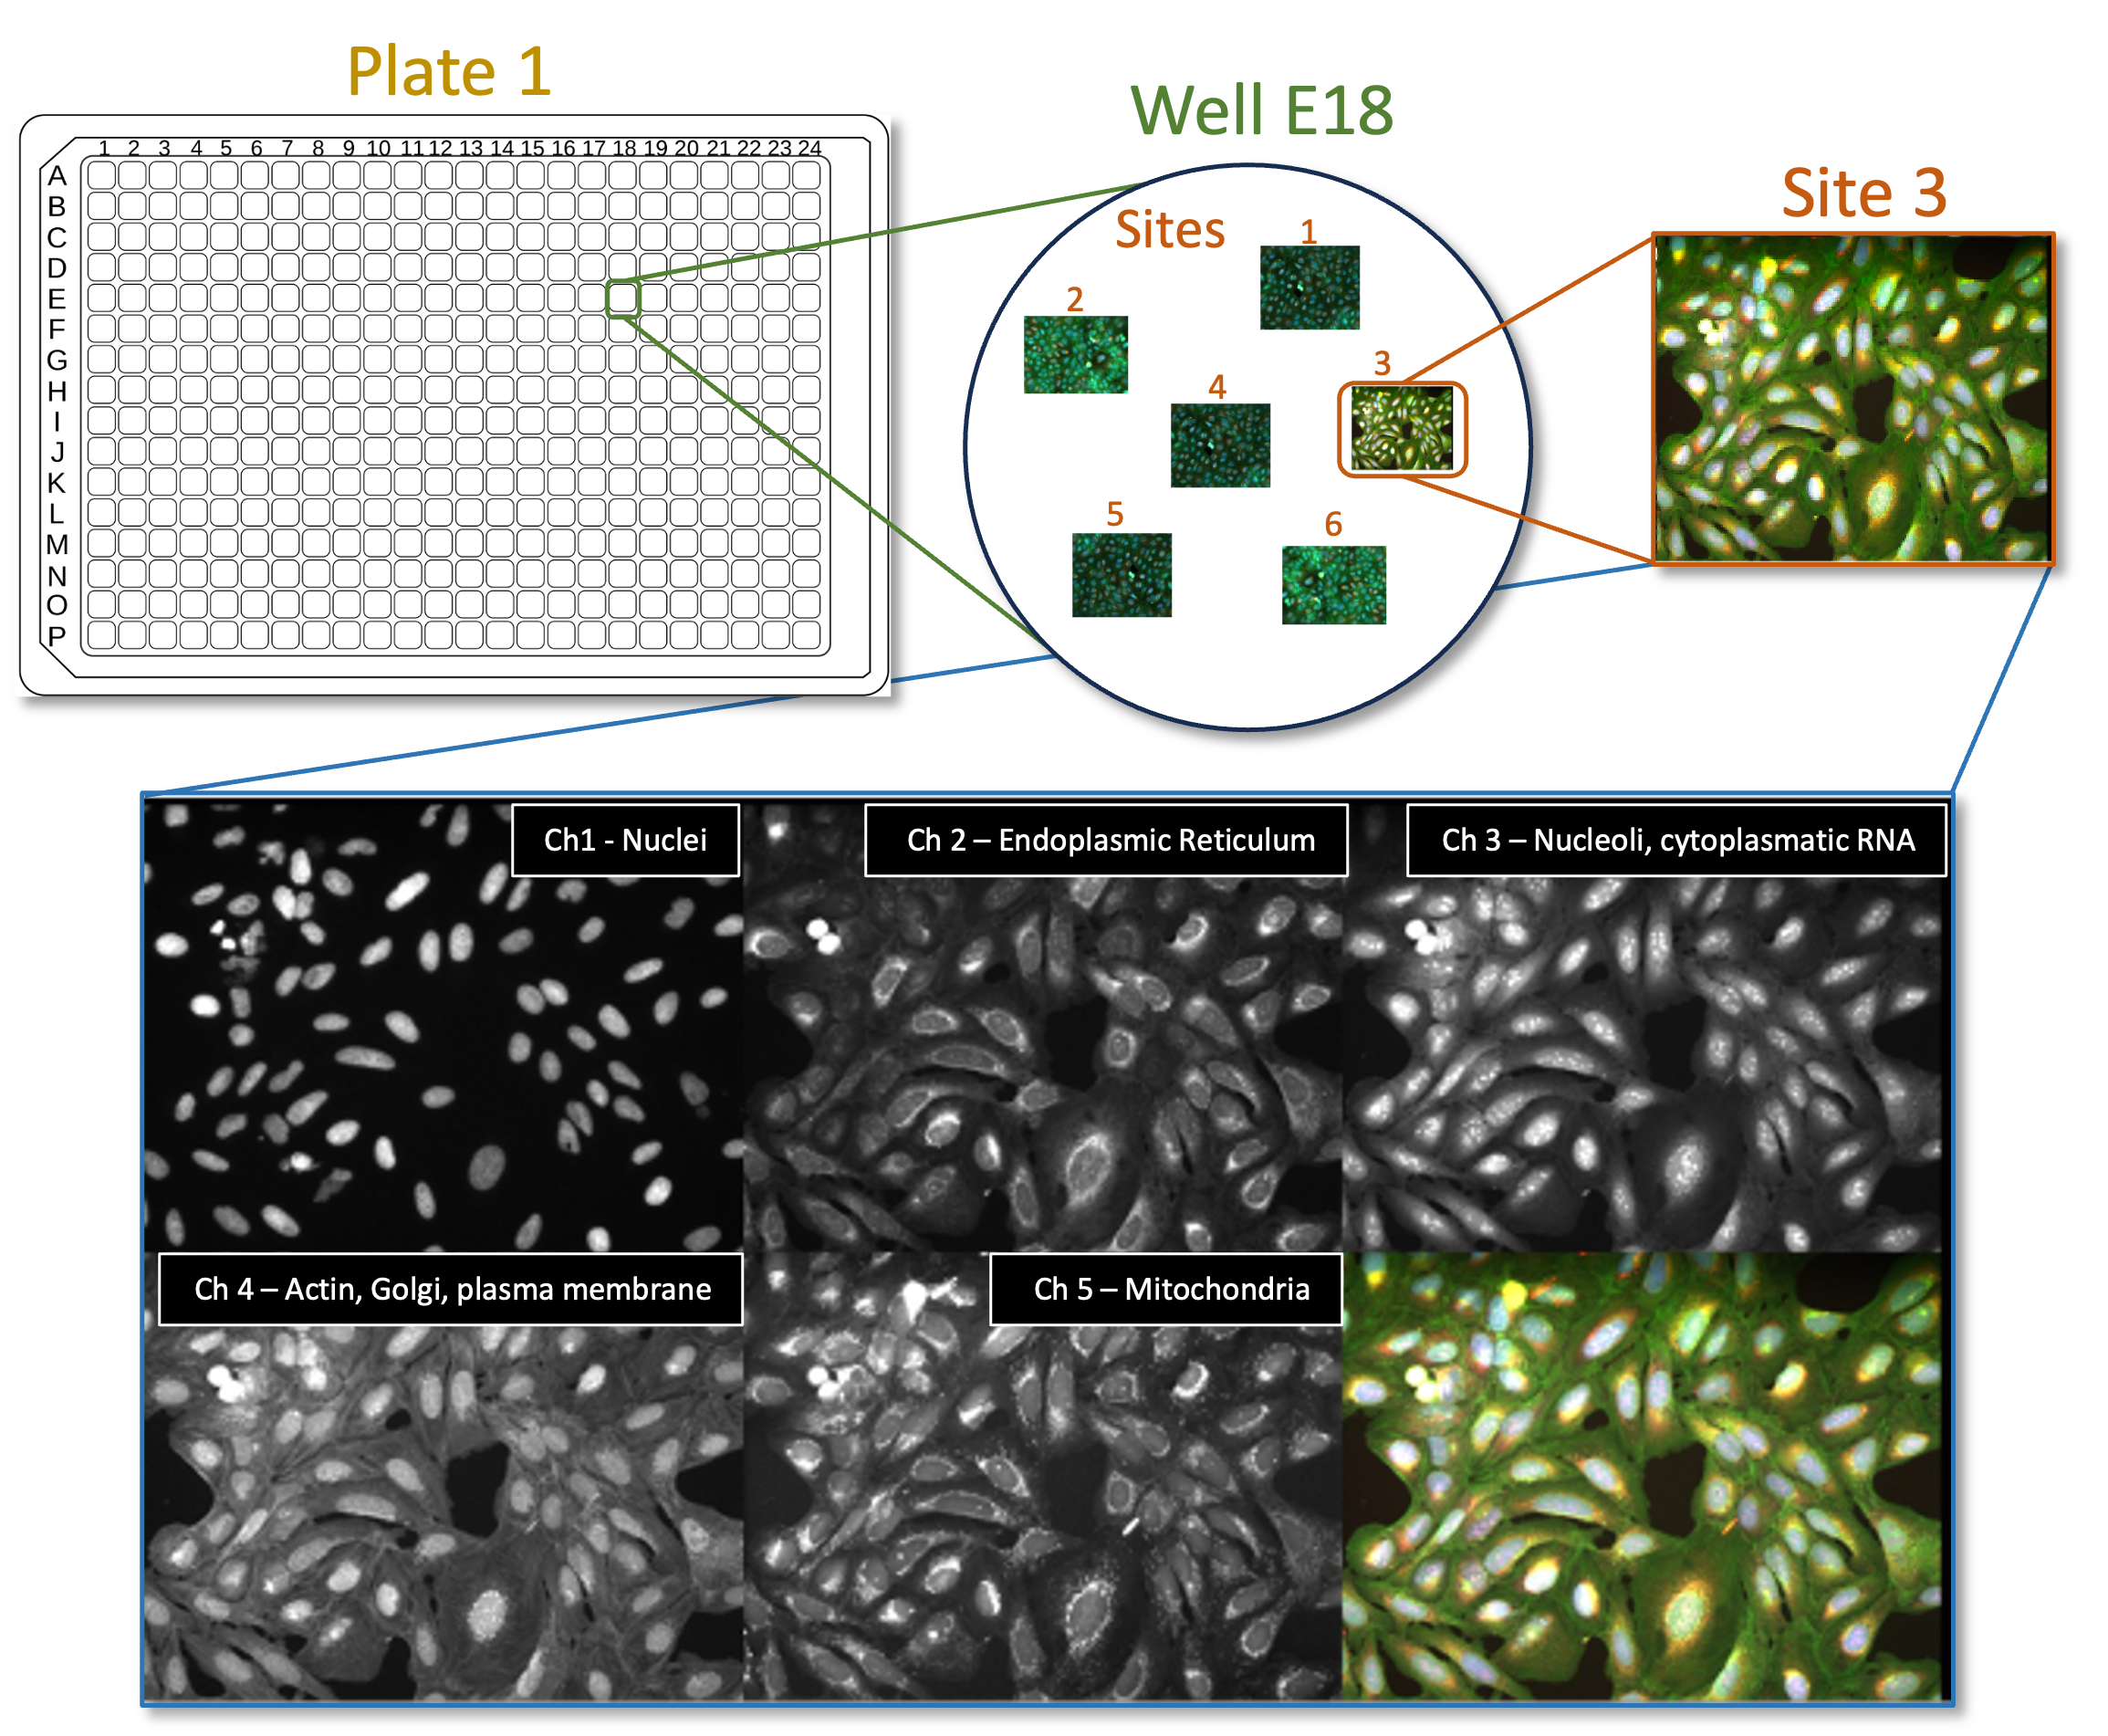 Plate 1
1 2 3 4 5 6 7 8 9 10 11 12 13 14 15 16 17 18 19 20 21 22 23 24
A
B
C
D
E
F
G
H
I
J
K
L
M
N
O
P
Well E18
Sites
1
2
3
4
5
6
Site 3
Ch1 - Nuclei
Ch 2 – Endoplasmic Reticulum
Ch 3 – Nucleoli, cytoplasmatic RNA
Ch 4 – Actin, Golgi, plasma membrane
Ch 5 – Mitochondria